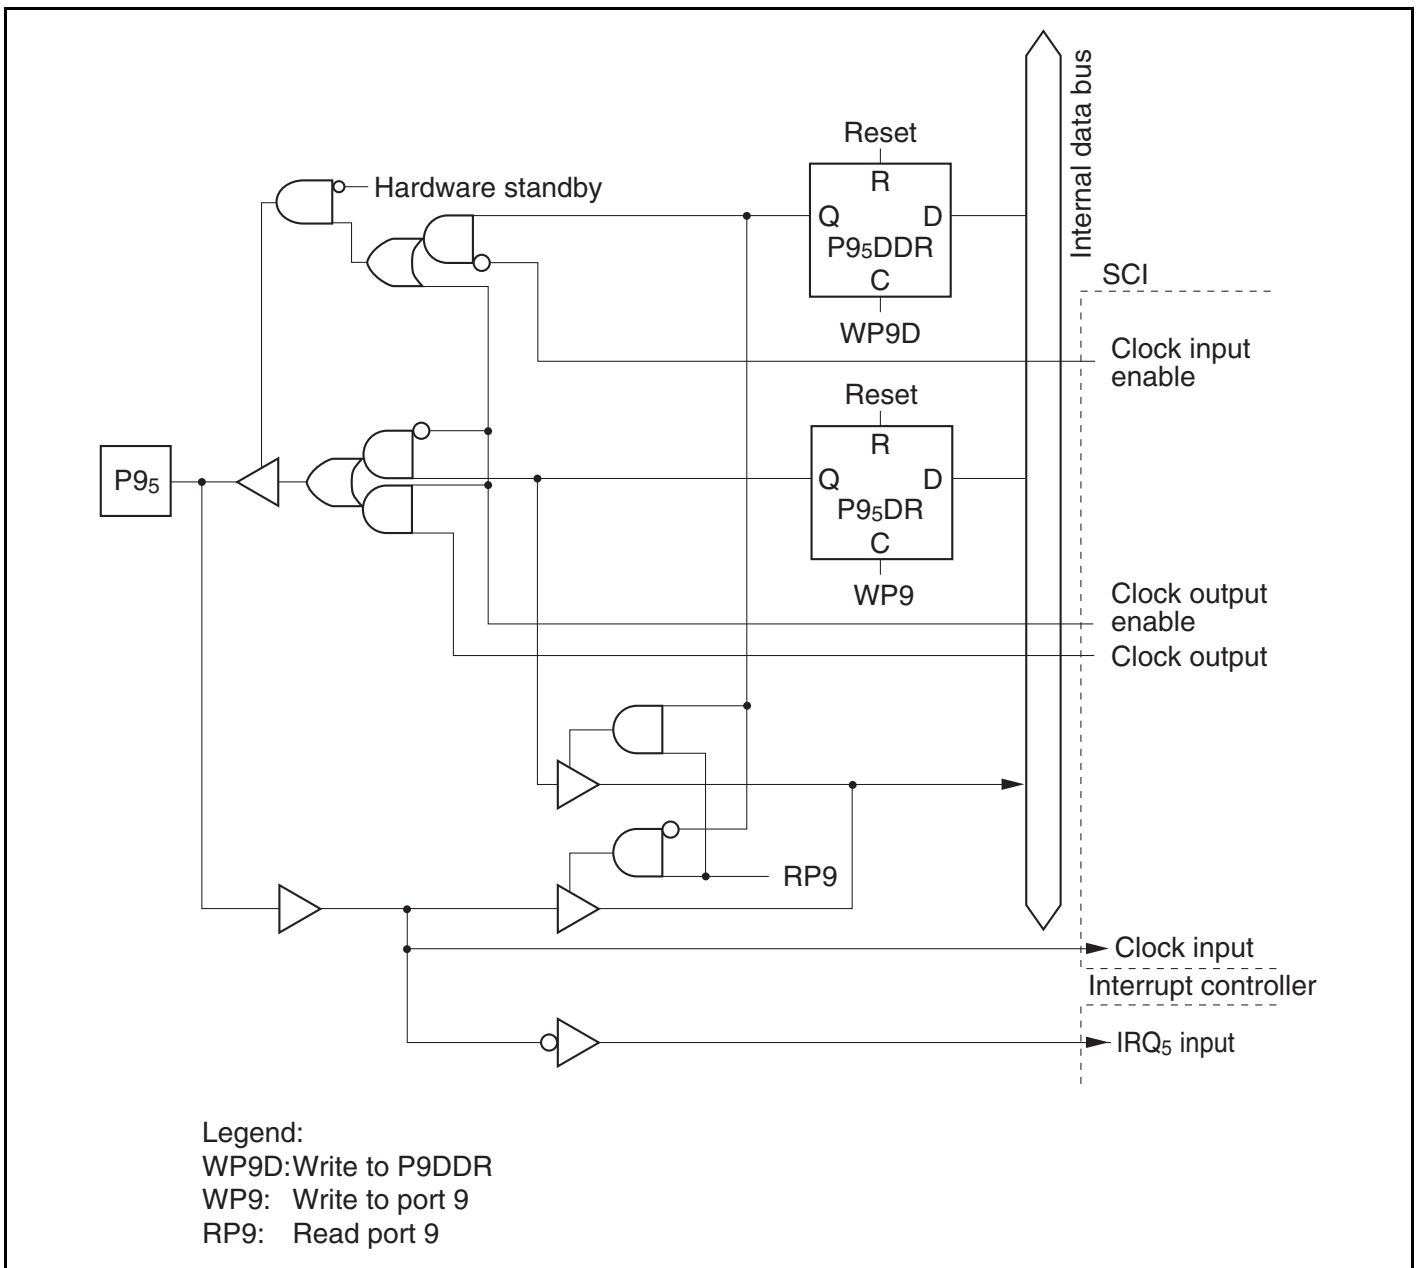 Internal data bus
Reset
R
Hardware standby
Q D
P9₅DDR
C
SCI
WP9D
Clock input
enable
Reset
R
P9₅
Q D
P9₅DR
C
WP9
Clock output
enable
Clock output
RP9
Clock input
Interrupt controller
IRQ₅ input
Legend:
WP9D:Write to P9DDR
WP9: Write to port 9
RP9: Read port 9